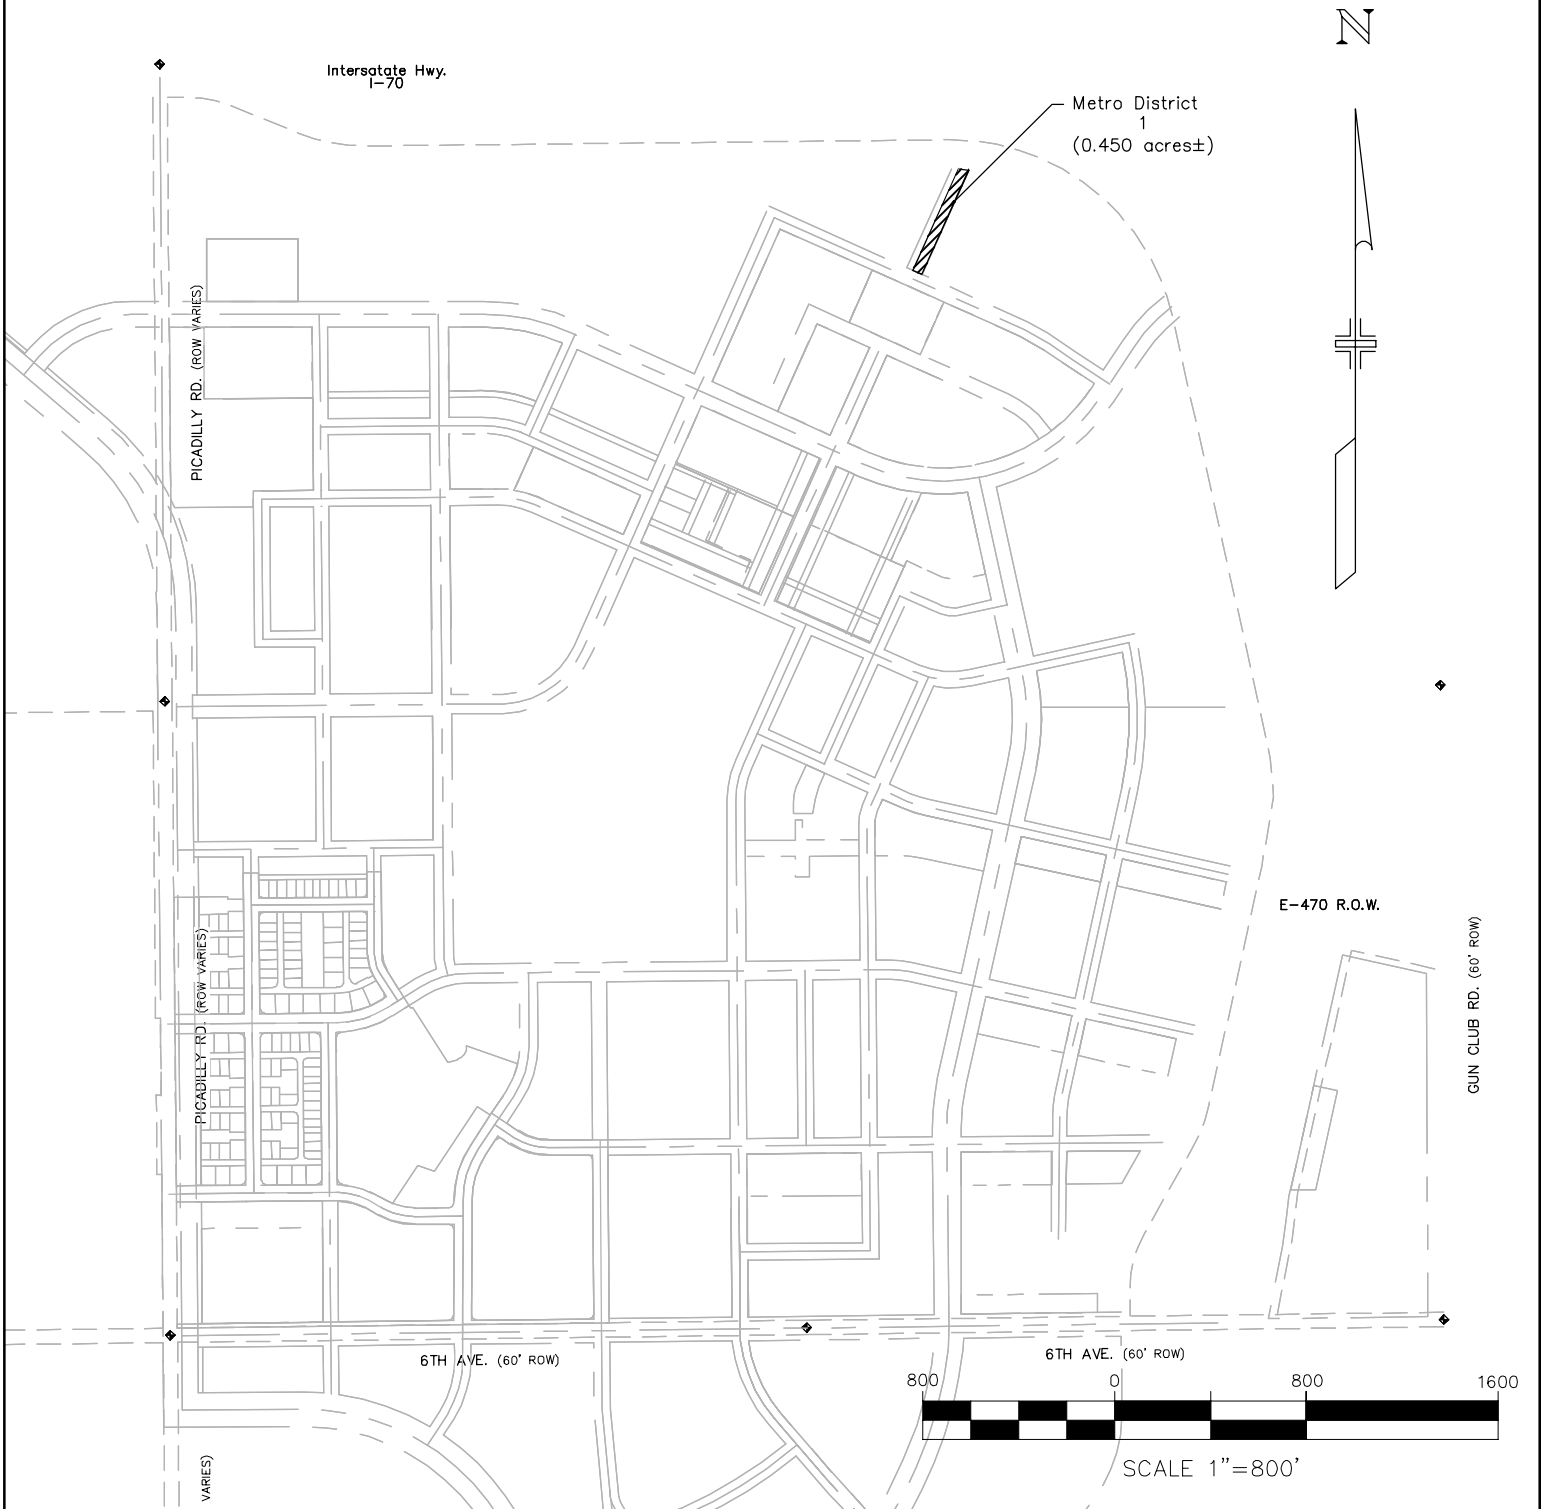 N
Intersatate Hwy.
I-70
Metro District
1
(0.450 acres±)
PICADILLY RD. (ROW VARIES)
E-470 R.O.W.
PICADILLY RD. (ROW VARIES)
GUN CLUB RD. (60' ROW)
6TH AVE. (60' ROW)
6TH AVE. (60' ROW)
800 0 800 1600
SCALE 1"=800'
VARIES)